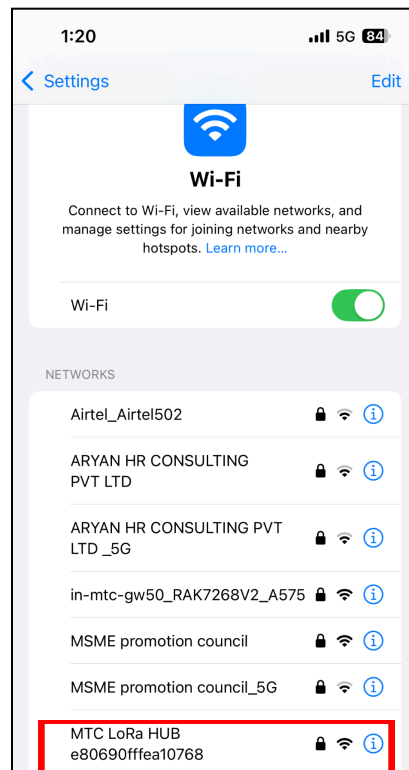 1:20 5G 84
Settings Edit
Wi-Fi
Connect to Wi-Fi, view available networks, and
manage settings for joining networks and nearby
hotspots. Learn more...
Wi-Fi
NETWORKS
Airtel_Airtel502
ARYAN HR CONSULTING
PVT LTD
ARYAN HR CONSULTING PVT
LTD _5G
in-mtc-gw50_RAK7268V2_A575
MSME promotion council
MSME promotion council_5G
MTC LoRa HUB
e80690fffea10768